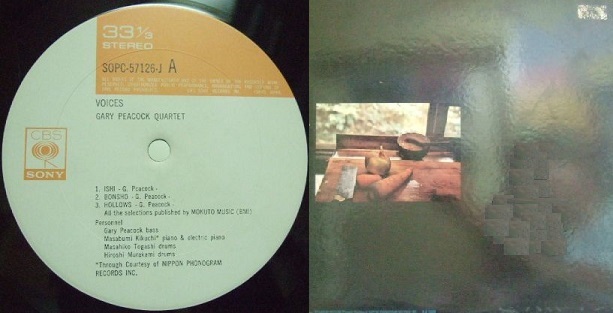 33 1/3
STEREO
SOPC-57126-J A
VOICES
GARY PEACOCK QUARTET
CBS
SONY
1. ISHI - G. Peacock -
2. BONSHO - G. Peacock -
3. HOLLOWS - G. Peacock -
All the selections published by MOKUTO MUSIC (BMI)
Personnel
Gary Peacock bass
Masabumi Kikuchi* piano & electric piano
Masahiko Togashi drums
Hiroshi Murakami drums
*Through Courtesy of NIPPON PHONOGRAM
RECORDS INC.